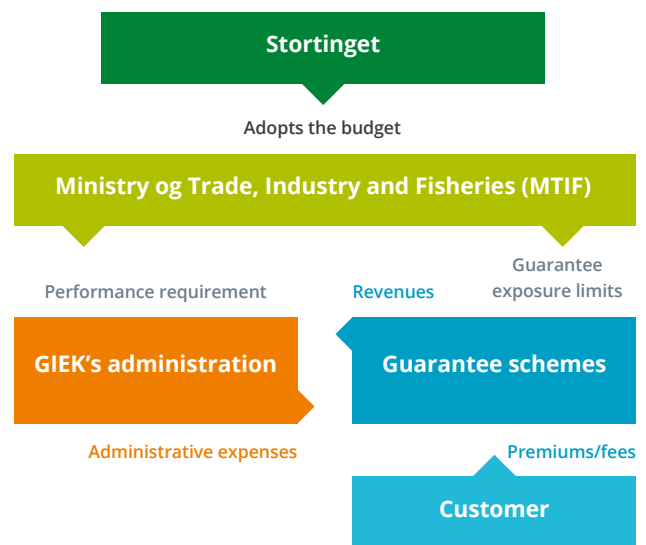 Stortinget
Adopts the budget
Ministry og Trade, Industry and Fisheries (MTIF)
Performance requirement
Revenues
Guarantee
exposure limits
GIEK’s administration
Guarantee schemes
Administrative expenses
Premiums/fees
Customer